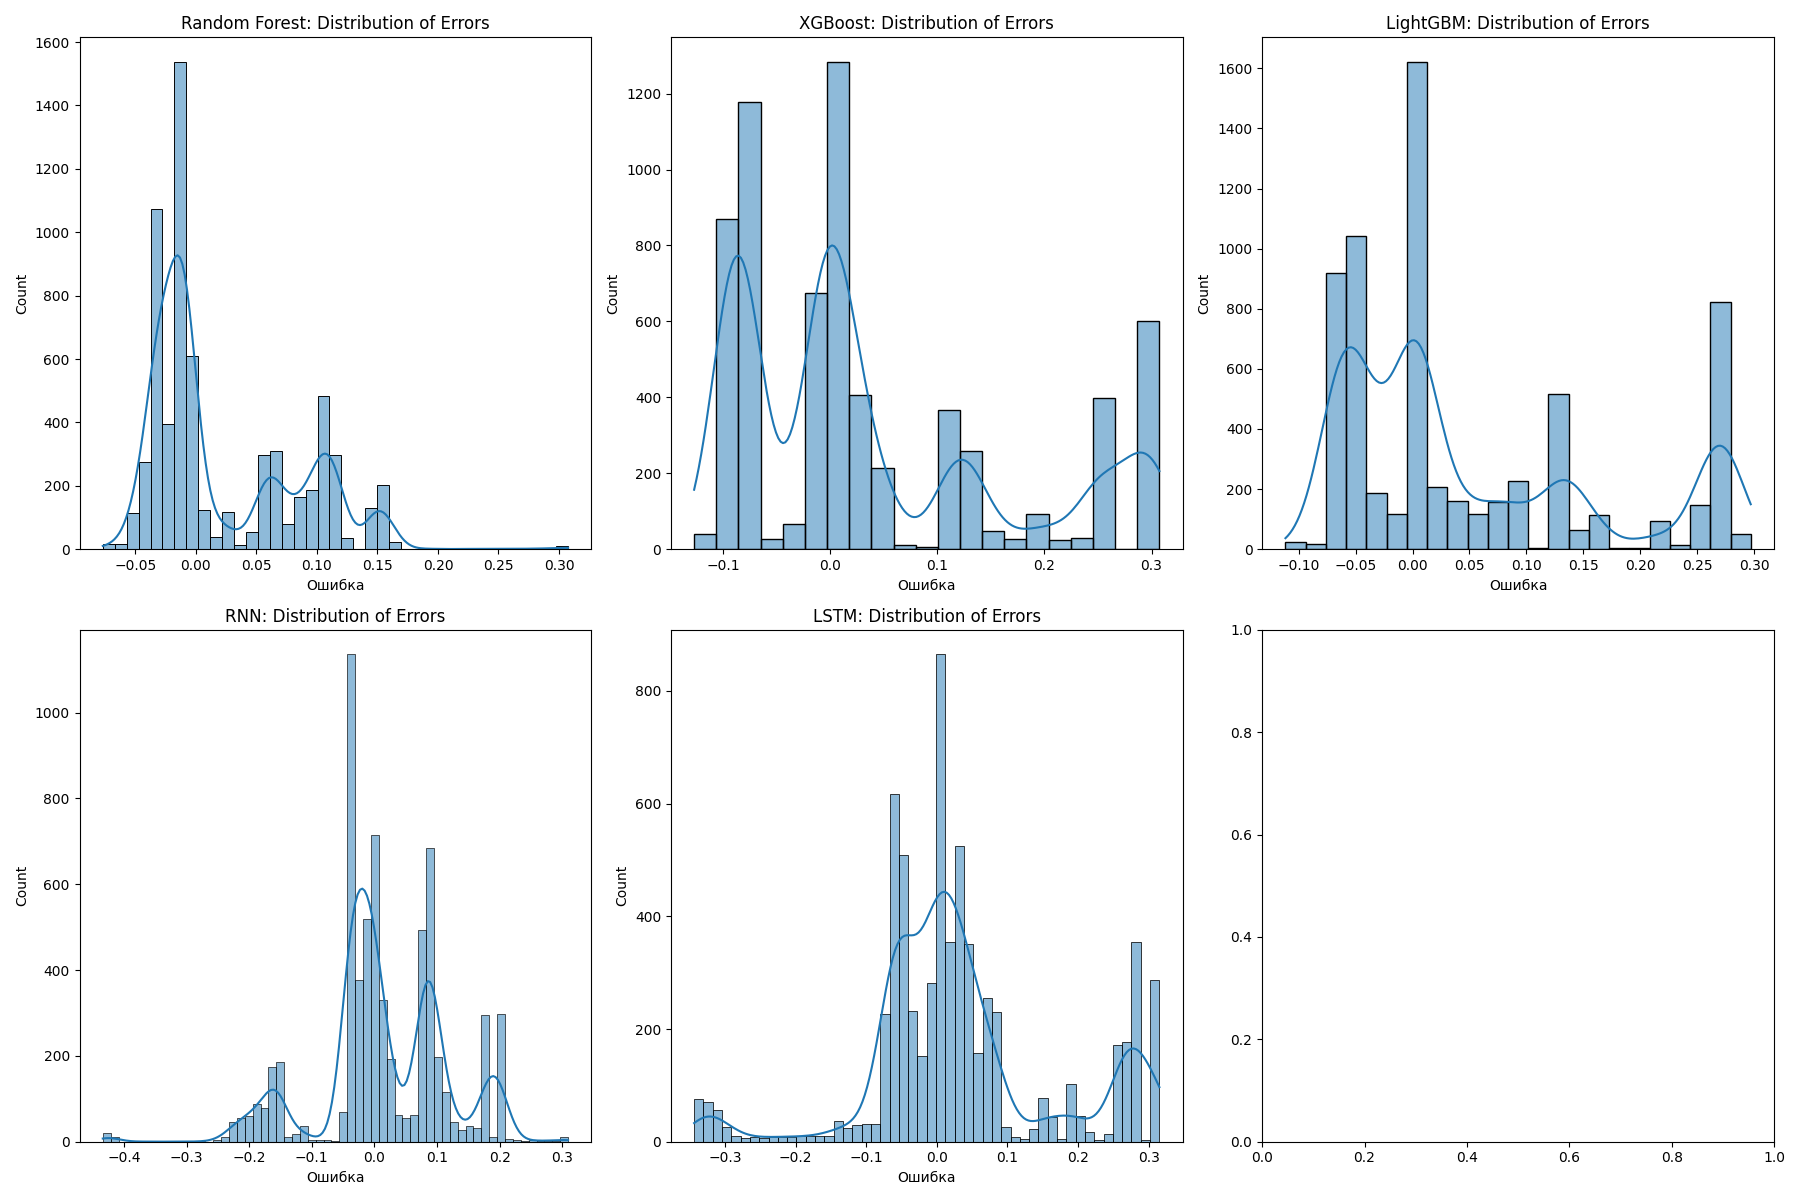 Random Forest: Distribution of Errors
1600
1400
1200
1000
800
600
400
200
0
Count
−0.05 0.00 0.05 0.10 0.15 0.20 0.25 0.30
Ошибка
XGBoost: Distribution of Errors
1200
1000
800
600
400
200
0
Count
−0.1 0.0 0.1 0.2 0.3
Ошибка
LightGBM: Distribution of Errors
1600
1400
1200
1000
800
600
400
200
0
Count
−0.10 −0.05 0.00 0.05 0.10 0.15 0.20 0.25 0.30
Ошибка
RNN: Distribution of Errors
1000
800
600
400
200
0
Count
−0.4 −0.3 −0.2 −0.1 0.0 0.1 0.2 0.3
Ошибка
LSTM: Distribution of Errors
800
600
400
200
0
Count
−0.3 −0.2 −0.1 0.0 0.1 0.2 0.3
Ошибка
1.0
0.8
0.6
0.4
0.2
0.0
0.0 0.2 0.4 0.6 0.8 1.0